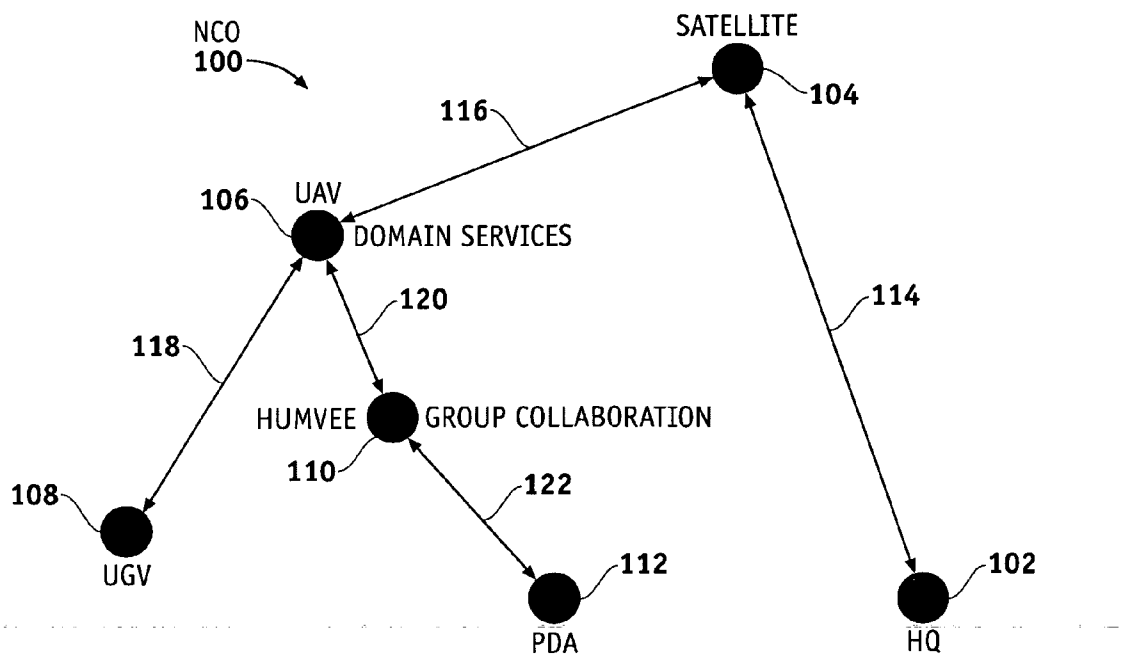 NCO
100
SATELLITE
104
116
UAV
106
DOMAIN SERVICES
120
114
118
HUMVEE
GROUP COLLABORATION
110
122
108
UGV
112
PDA
102
HQ